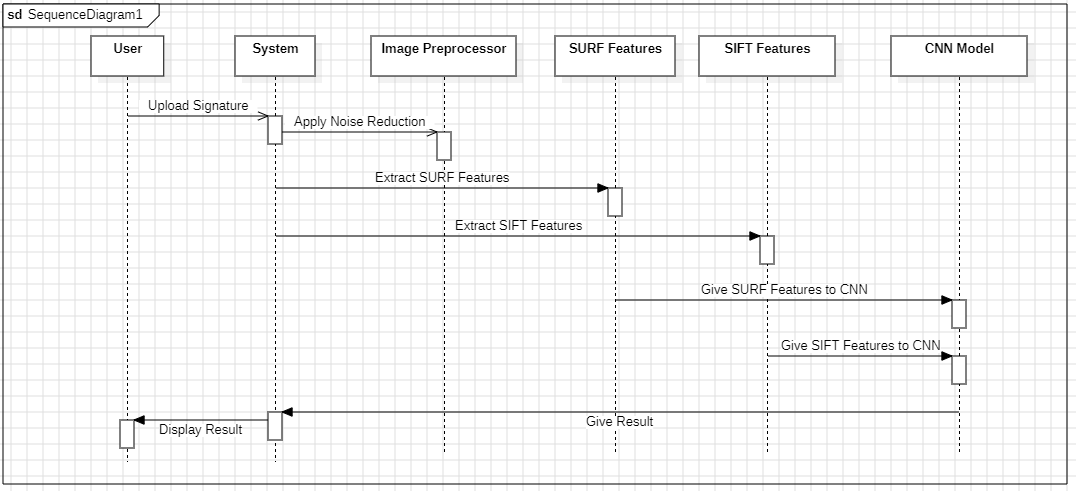 sd SequenceDiagram1
User
System
Image Preprocessor
SURF Features
SIFT Features
CNN Model
Upload Signature
Apply Noise Reduction
Extract SURF Features
Extract SIFT Features
Give SURF Features to CNN
Give SIFT Features to CNN
Give Result
Display Result